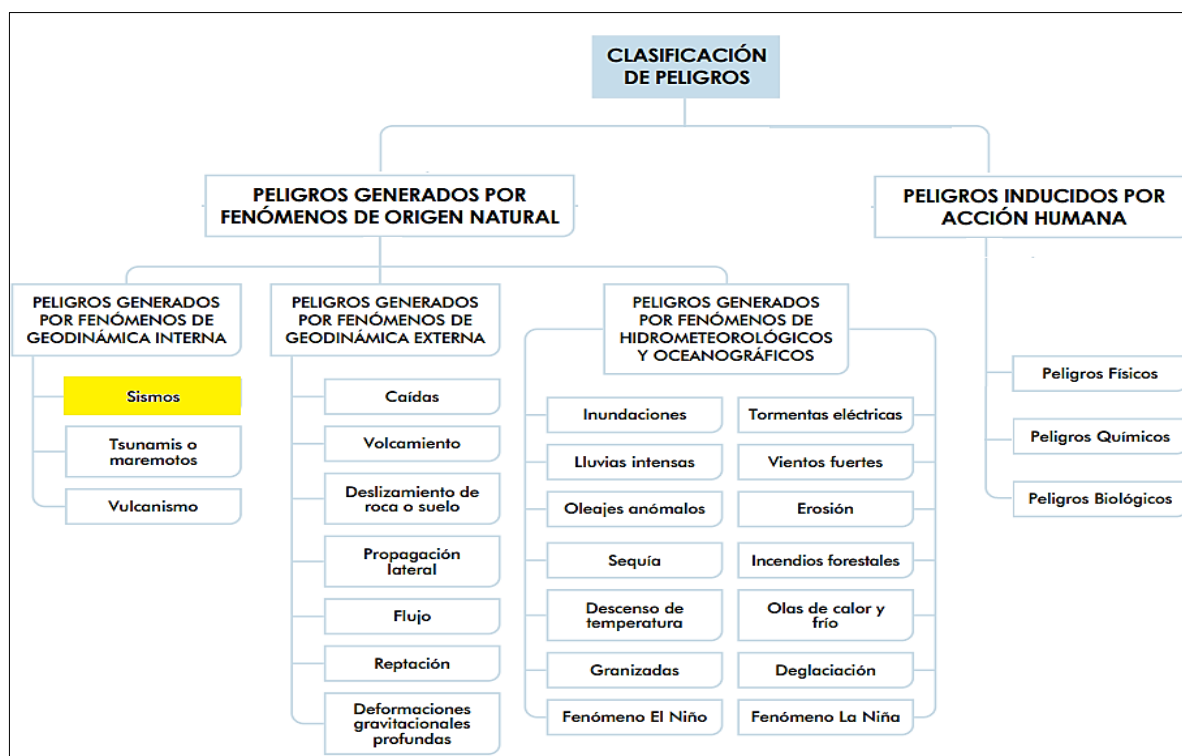 CLASIFICACIÓN
DE PELIGROS
PELIGROS GENERADOS POR
FENÓMENOS DE ORIGEN NATURAL
PELIGROS INDUCIDOS POR
ACCIÓN HUMANA
PELIGROS GENERADOS
POR FENÓMENOS DE
GEODINÁMICA INTERNA
Sismos
Tsunamis o
maremotos
Vulcanismo
PELIGROS GENERADOS
POR FENÓMENOS DE
GEODINÁMICA EXTERNA
Caídas
Volcamiento
Deslizamiento de
roca o suelo
Propagación
lateral
Flujo
Reptación
Deformaciones
gravitacionales
profundas
PELIGROS GENERADOS
POR FENÓMENOS DE
HIDROMETEOROLÓGICOS
Y OCEANOGRÁFICOS
Inundaciones
Lluvias intensas
Oleajes anómalos
Sequía
Descenso de
temperatura
Granizadas
Fenómeno El Niño
Tormentas eléctricas
Vientos fuertes
Erosión
Incendios forestales
Olas de calor y
frío
Deglaciación
Fenómeno La Niña
Peligros Físicos
Peligros Químicos
Peligros Biológicos